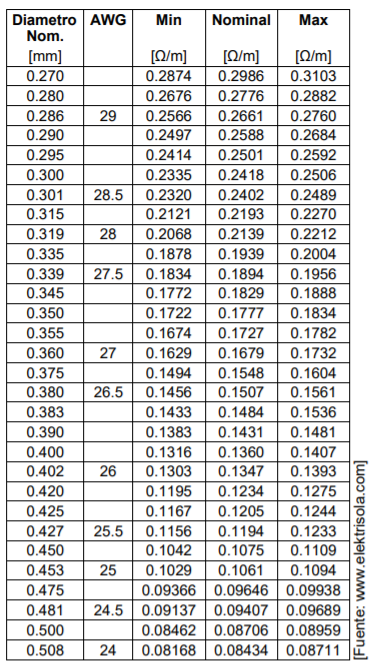 Diametro Nom. AWG Min Nominal Max
[mm] [Ω/m] [Ω/m] [Ω/m]
0.270 0.2874 0.2986 0.3103
0.280 0.2676 0.2776 0.2882
0.286 29 0.2566 0.2661 0.2760
0.290 0.2497 0.2588 0.2684
0.295 0.2414 0.2501 0.2592
0.300 0.2335 0.2418 0.2506
0.301 28.5 0.2320 0.2402 0.2489
0.315 0.2121 0.2193 0.2270
0.319 28 0.2068 0.2139 0.2212
0.335 0.1878 0.1939 0.2004
0.339 27.5 0.1834 0.1894 0.1956
0.345 0.1772 0.1829 0.1888
0.350 0.1722 0.1777 0.1834
0.355 0.1674 0.1727 0.1782
0.360 27 0.1629 0.1679 0.1732
0.375 0.1494 0.1548 0.1604
0.380 26.5 0.1456 0.1507 0.1561
0.383 0.1433 0.1484 0.1536
0.390 0.1383 0.1431 0.1481
0.400 0.1316 0.1360 0.1407
0.402 26 0.1303 0.1347 0.1393
0.420 0.1195 0.1234 0.1275
0.425 0.1167 0.1205 0.1244
0.427 25.5 0.1156 0.1194 0.1233
0.450 0.1042 0.1075 0.1109
0.453 25 0.1029 0.1061 0.1094
0.475 0.09366 0.09646 0.09938
0.481 24.5 0.09137 0.09407 0.09689
0.500 0.08462 0.08706 0.08959
0.508 24 0.08168 0.08434 0.08711
[Fuente: www.elektrisola.com]